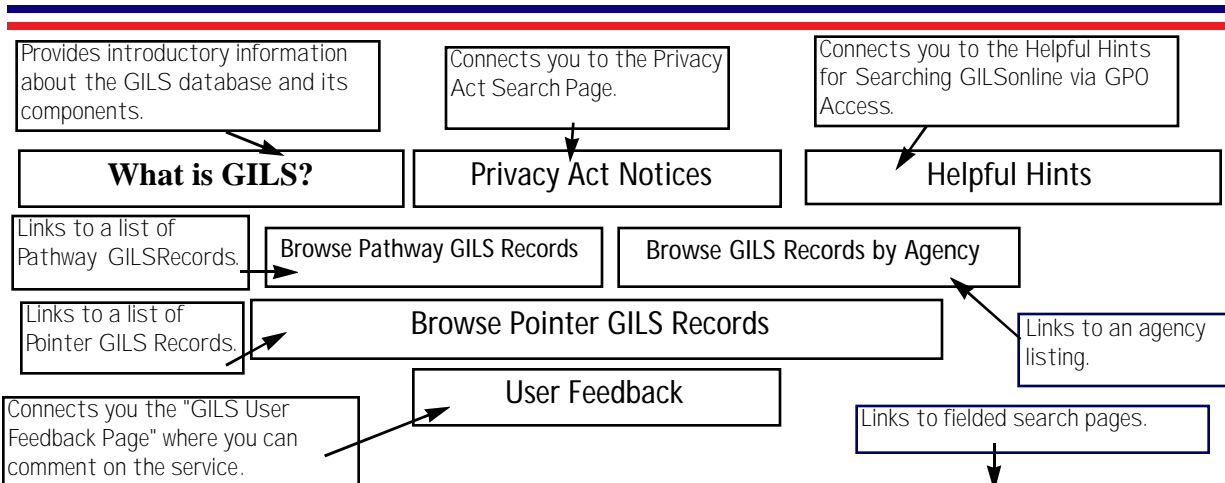 Provides introductory information
about the GILS database and its
components.
Connects you to the Privacy
Act Search Page.
Connects you to the Helpful Hints
for Searching GILSonline via GPO
Access.
What is GILS?
Privacy Act Notices
Helpful Hints
Links to a list of
Pathway GILSRecords.
Browse Pathway GILS Records
Browse GILS Records by Agency
Links to a list of
Pointer GILS Records.
Browse Pointer GILS Records
Links to an agency
listing.
User Feedback
Connects you the "GILS User
Feedback Page" where you can
comment on the service.
Links to fielded search pages.